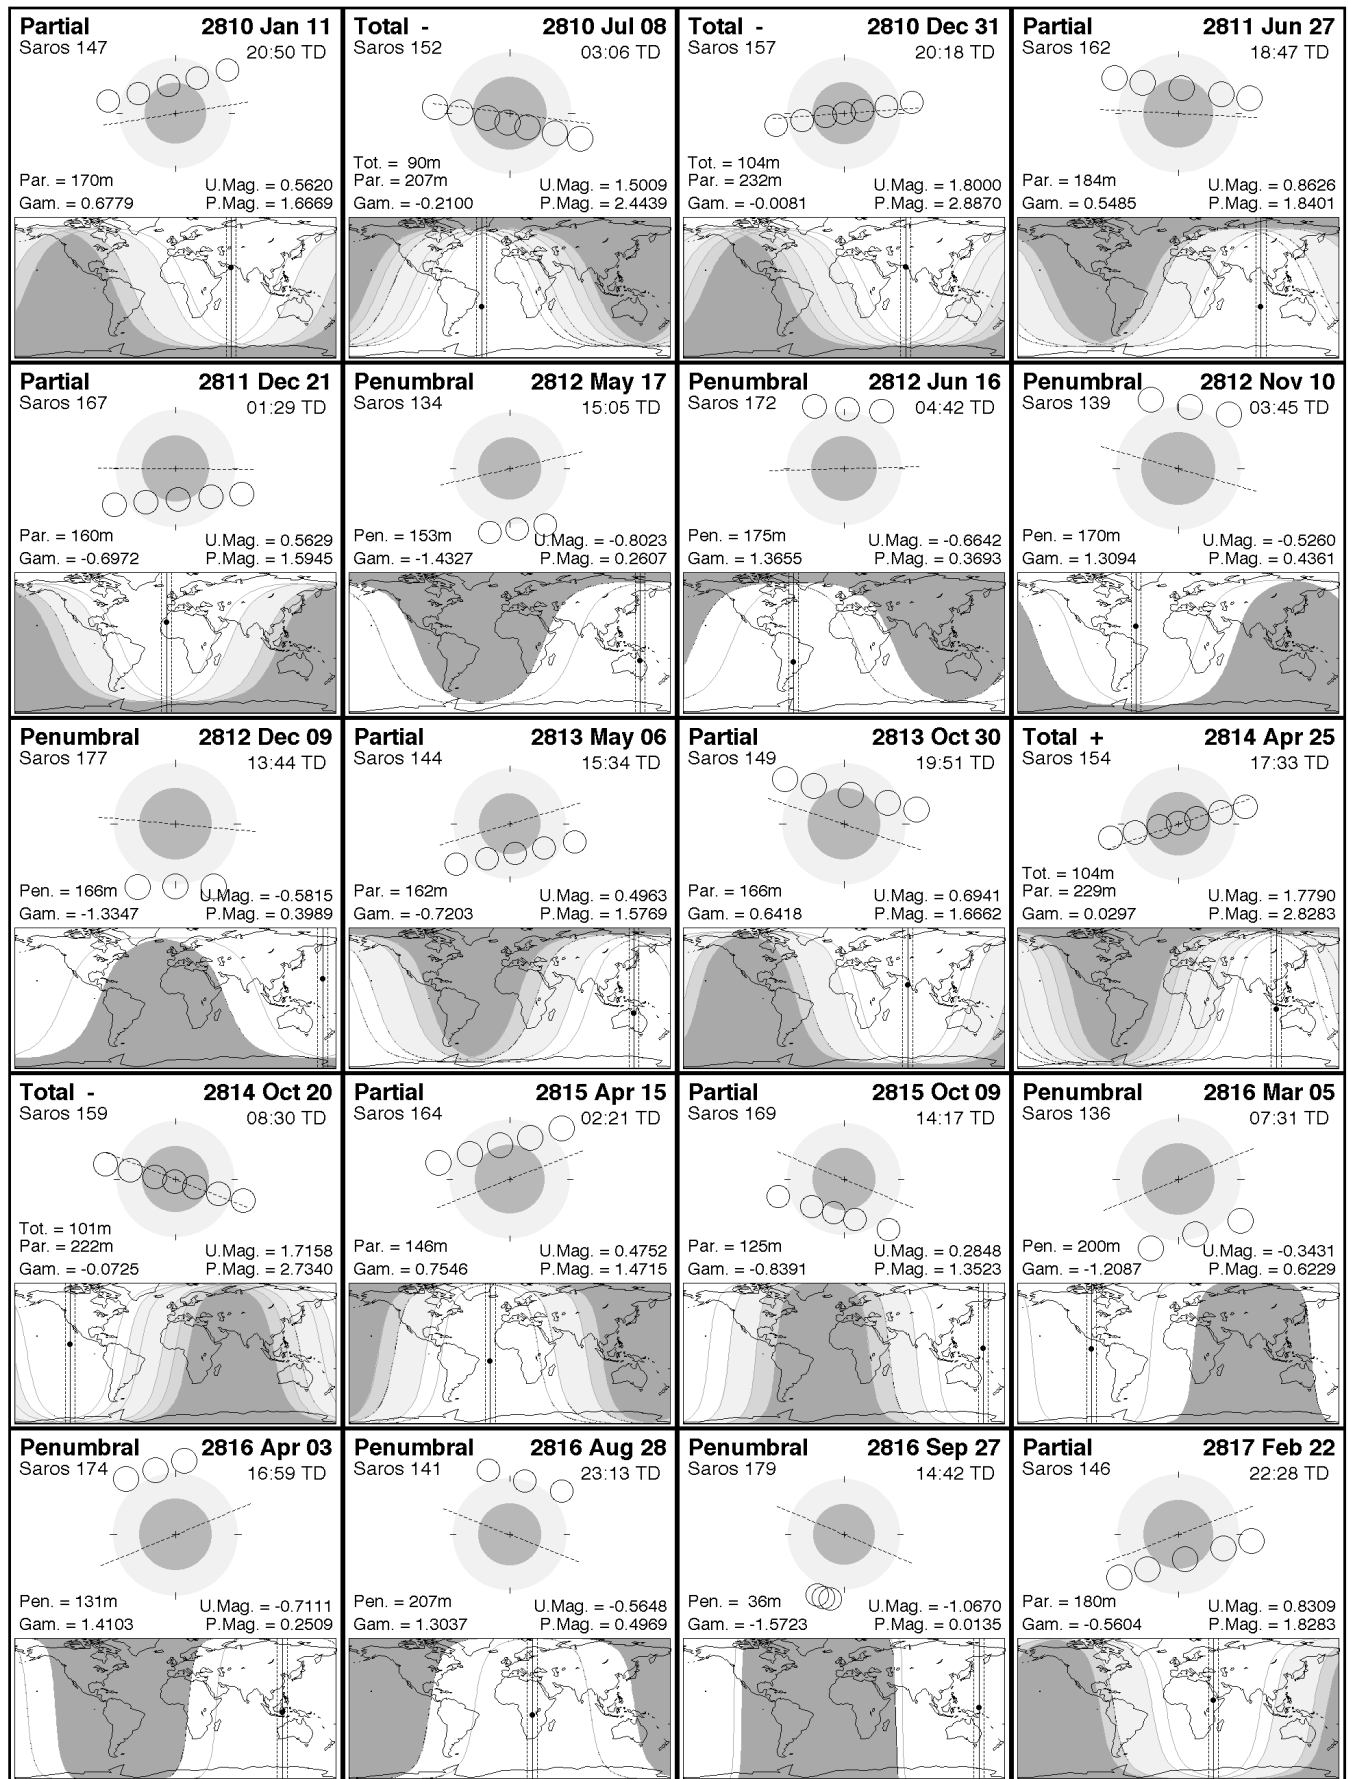 Partial 2810 Jan 11
Saros 147 20:50 TD
Par. = 170m U.Mag. = 0.5620
Gam. = 0.6779 P.Mag. = 1.6669
Total - 2810 Jul 08
Saros 152 03:06 TD
Tot. = 90m
Par. = 207m U.Mag. = 1.5009
Gam. = -0.2100 P.Mag. = 2.4439
Total - 2810 Dec 31
Saros 157 20:18 TD
Tot. = 104m
Par. = 232m U.Mag. = 1.8000
Gam. = -0.0081 P.Mag. = 2.8870
Partial 2811 Jun 27
Saros 162 18:47 TD
Par. = 184m U.Mag. = 0.8626
Gam. = 0.5485 P.Mag. = 1.8401
Partial 2811 Dec 21
Saros 167 01:29 TD
Par. = 160m U.Mag. = 0.5629
Gam. = -0.6972 P.Mag. = 1.5945
Penumbral 2812 May 17
Saros 134 15:05 TD
Pen. = 153m U.Mag. = -0.8023
Gam. = -1.4327 P.Mag. = 0.2607
Penumbral 2812 Jun 16
Saros 172 04:42 TD
Pen. = 175m U.Mag. = -0.6642
Gam. = 1.3655 P.Mag. = 0.3693
Penumbral 2812 Nov 10
Saros 139 03:45 TD
Pen. = 170m U.Mag. = -0.5260
Gam. = 1.3094 P.Mag. = 0.4361
Penumbral 2812 Dec 09
Saros 177 13:44 TD
Pen. = 166m U.Mag. = -0.5815
Gam. = -1.3347 P.Mag. = 0.3989
Partial 2813 May 06
Saros 144 15:34 TD
Par. = 162m U.Mag. = 0.4963
Gam. = -0.7203 P.Mag. = 1.5769
Partial 2813 Oct 30
Saros 149 19:51 TD
Par. = 166m U.Mag. = 0.6941
Gam. = 0.6418 P.Mag. = 1.6662
Total + 2814 Apr 25
Saros 154 17:33 TD
Tot. = 104m
Par. = 229m U.Mag. = 1.7790
Gam. = 0.0297 P.Mag. = 2.8283
Total - 2814 Oct 20
Saros 159 08:30 TD
Tot. = 101m
Par. = 222m U.Mag. = 1.7158
Gam. = -0.0725 P.Mag. = 2.7340
Partial 2815 Apr 15
Saros 164 02:21 TD
Par. = 146m U.Mag. = 0.4752
Gam. = 0.7546 P.Mag. = 1.4715
Partial 2815 Oct 09
Saros 169 14:17 TD
Par. = 125m U.Mag. = 0.2848
Gam. = -0.8391 P.Mag. = 1.3523
Penumbral 2816 Mar 05
Saros 136 07:31 TD
Pen. = 200m U.Mag. = -0.3431
Gam. = -1.2087 P.Mag. = 0.6229
Penumbral 2816 Apr 03
Saros 174 16:59 TD
Pen. = 131m U.Mag. = -0.7111
Gam. = 1.4103 P.Mag. = 0.2509
Penumbral 2816 Aug 28
Saros 141 23:13 TD
Pen. = 207m U.Mag. = -0.5648
Gam. = 1.3037 P.Mag. = 0.4969
Penumbral 2816 Sep 27
Saros 179 14:42 TD
Pen. = 36m U.Mag. = -1.0670
Gam. = -1.5723 P.Mag. = 0.0135
Partial 2817 Feb 22
Saros 146 22:28 TD
Par. = 180m U.Mag. = 0.8309
Gam. = -0.5604 P.Mag. = 1.8283